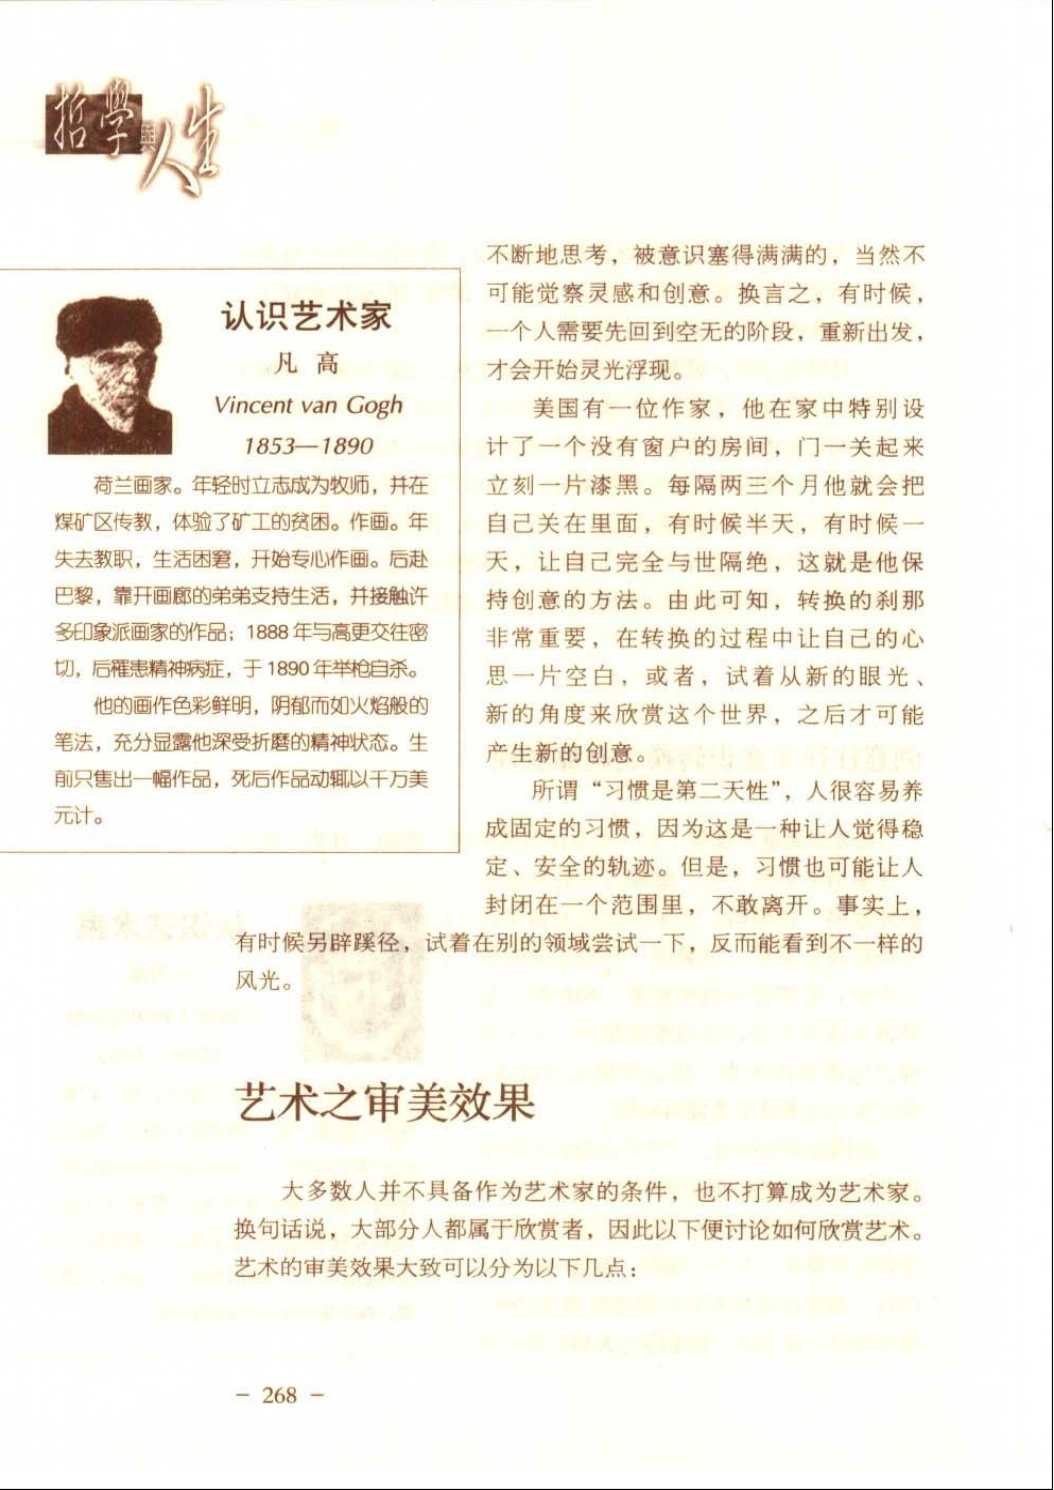 哲學與人生
认识艺术家
凡 高
Vincent van Gogh
1853—1890
荷兰画家。年轻时立志成为牧师，并在
煤矿区传教，体验了矿工的贫困。作画。年
失去教职，生活困窘，开始专心作画。后赴
巴黎，靠开画廊的弟弟支持生活，并接触许
多印象派画家的作品；1888年与高更交往密
切，后罹患精神病症，于1890年举枪自杀。
他的画作色彩鲜明，阴郁而如火焰般的
笔法，充分显露他深受折磨的精神状态。生
前只售出一幅作品，死后作品动辄以千万美
元计。
不断地思考，被意识塞得满满的，当然不
可能觉察灵感和创意。换言之，有时候，
一个人需要先回到空无的阶段，重新出发，
才会开始灵光浮现。
美国有一位作家，他在家中特别设
计了一个没有窗户的房间，门一关起来
立刻一片漆黑。每隔两三个月他就会把
自己关在里面，有时候半天，有时候一
天，让自己完全与世隔绝，这就是他保
持创意的方法。由此可知，转换的刹那
非常重要，在转换的过程中让自己的心
思一片空白，或者，试着从新的眼光、
新的角度来欣赏这个世界，之后才可能
产生新的创意。
所谓“习惯是第二天性”，人很容易养
成固定的习惯，因为这是一种让人觉得稳
定、安全的轨迹。但是，习惯也可能让人
封闭在一个范围里，不敢离开。事实上，
有时候另辟蹊径，试着在别的领域尝试一下，反而能看到不一样的
风光。
艺术之审美效果
大多数人并不具备作为艺术家的条件，也不打算成为艺术家。
换句话说，大部分人都属于欣赏者，因此以下便讨论如何欣赏艺术。
艺术的审美效果大致可以分为以下几点：
－ 268 －